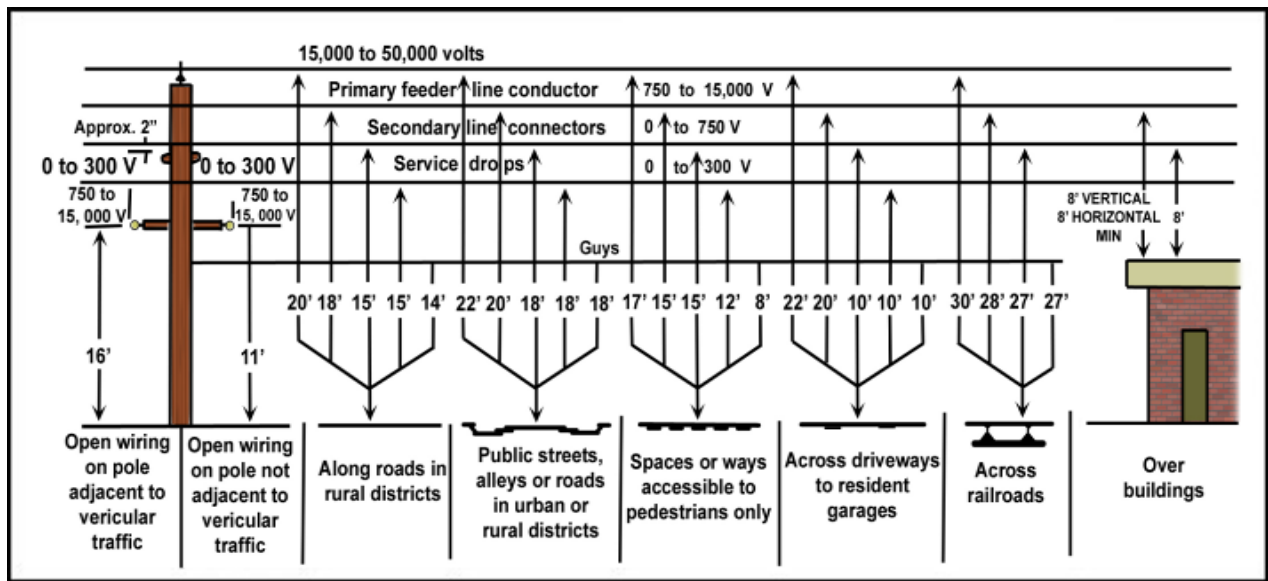 15,000 to 50,000 volts
Primary feeder line conductor 750 to 15,000 V
Approx. 2”
Secondary line connectors 0 to 750 V
0 to 300 V 0 to 300 V
Service drops 0 to 300 V
750 to
15, 000 V
750 to
15, 000 V
8’ VERTICAL
8’ HORIZONTAL
MIN
8’
Guys
20’ 18’ 15’ 15’ 14’ 22’ 20’ 18’ 18’ 18’ 17’ 15’ 15’ 12’ 8’ 22’ 20’ 10’ 10’ 10’ 30’ 28’ 27’ 27’
16’ 11’
Open wiring
on pole
adjacent to
vericular
traffic
Open wiring
on pole not
adjacent to
vericular
traffic
Along roads in
rural districts
Public streets,
alleys or roads
in urban or
rural districts
Spaces or ways
accessible to
pedestrians only
Across driveways
to resident
garages
Across
railroads
Over
buildings